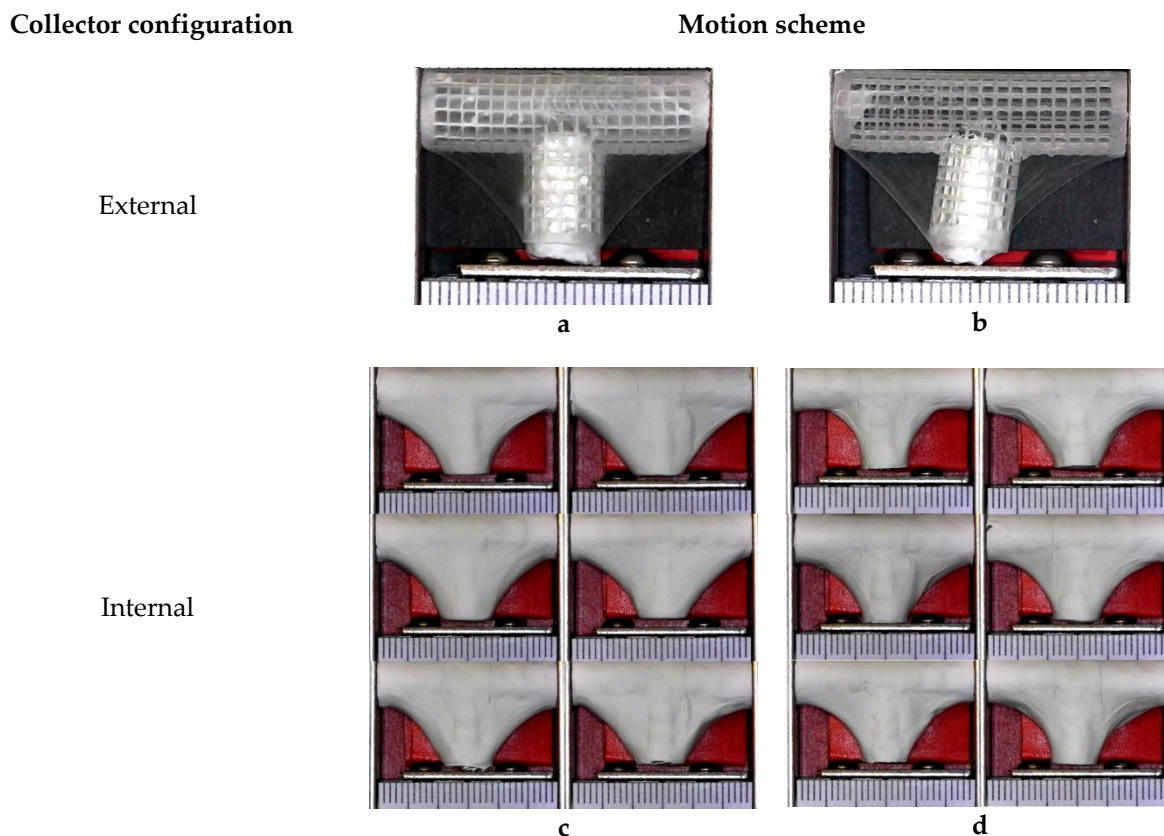 Collector configuration Motion scheme
External
a b
Internal
c d